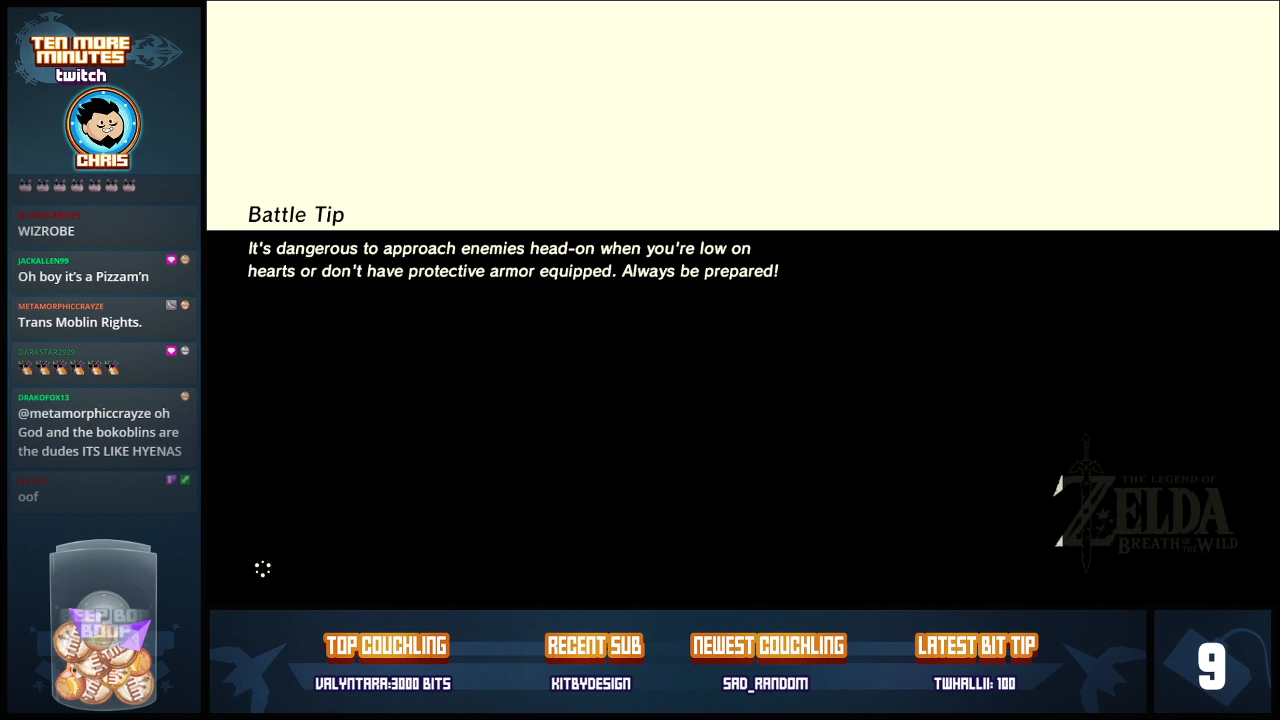 TEN MORE
MINUTES
twitch
CHRIS
WIZROBE
JACKALLEN99
Oh boy it's a Pizzam'n
METAMORPHICCRAYZE
Trans Moblin Rights.
DARKSTAR2929
DRAKOFOX13
@metamorphiccrayze oh
God and the bokoblins are
the dudes ITS LIKE HYENAS
oof
Battle Tip
It's dangerous to approach enemies head-on when you're low on
hearts or don't have protective armor equipped. Always be prepared!
THE LEGEND OF
ZELDA
BREATH OF THE WILD
TOP COUCHLING
RECENT SUB
NEWEST COUCHLING
LATEST BIT TIP
VALYNTARA:3000 BITS
KITBYDESIGN
SAD_RANDOM
TWHALLII: 100
9